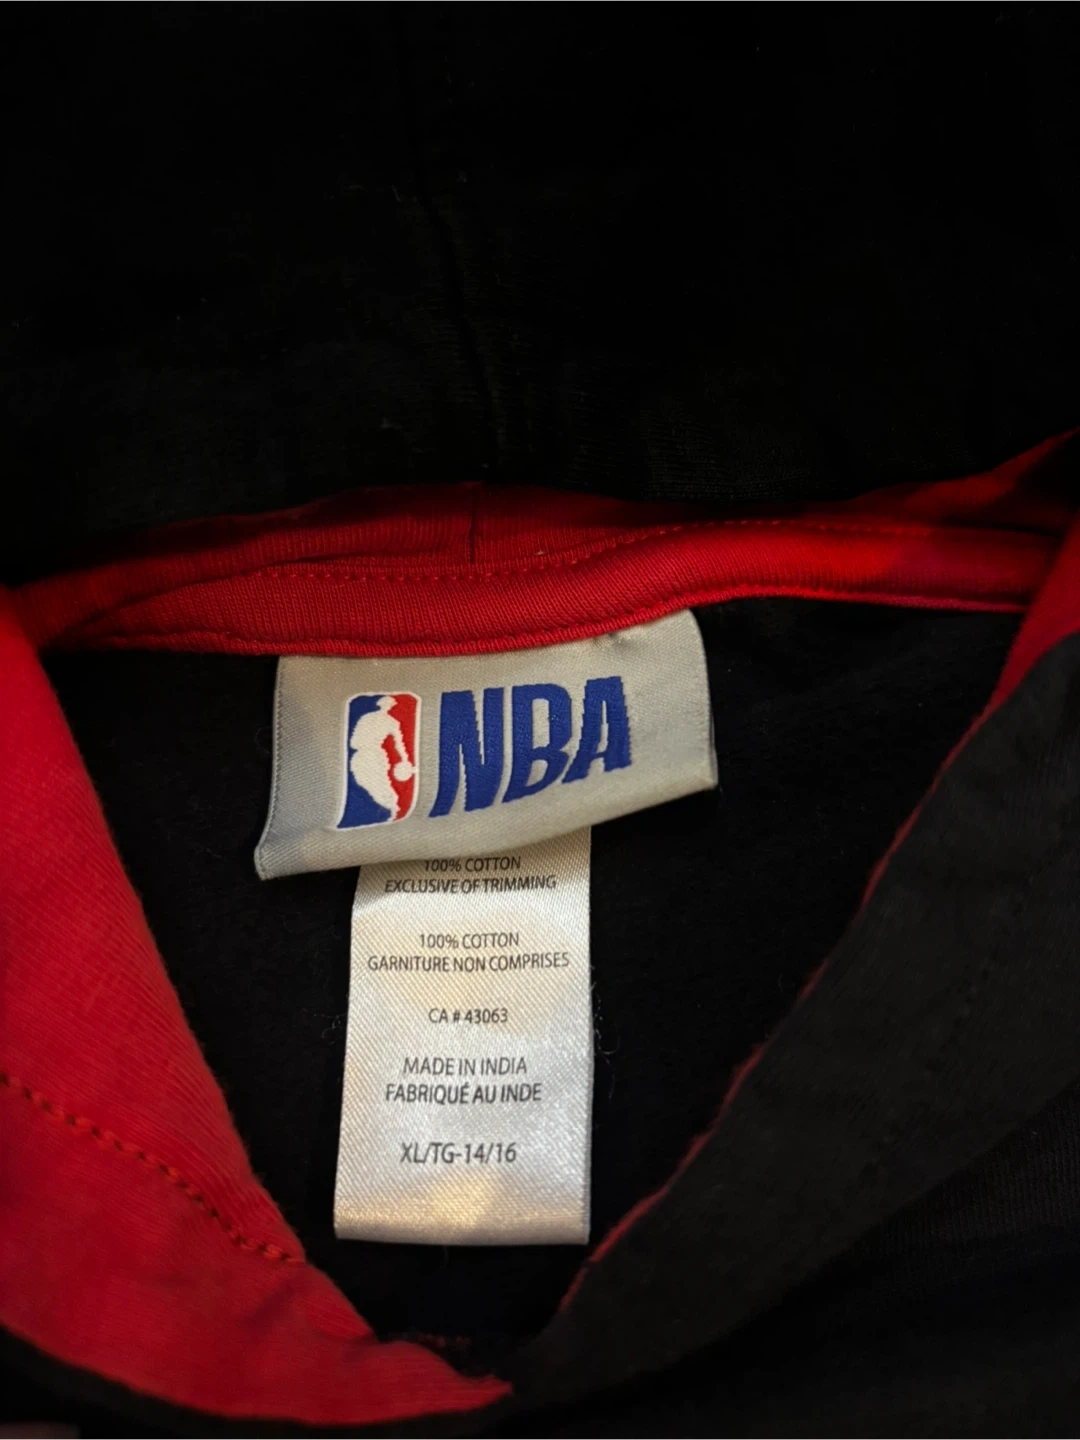 NBA
100% COTTON
EXCLUSIVE OF TRIMMING
100% COTTON
GARNITURE NON COMPRISES
CA # 43063
MADE IN INDIA
FABRIQUÉ AU INDE
XL/TG-14/16